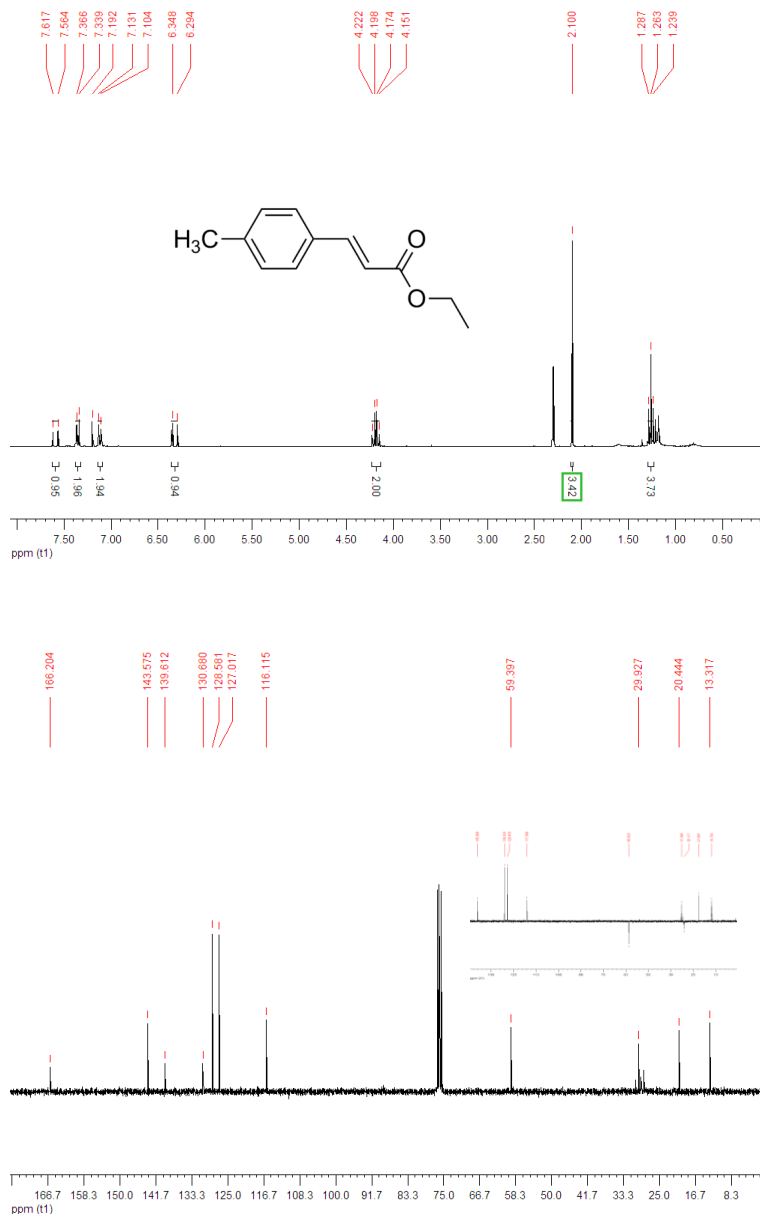 7.617 7.564 7.366 7.339 7.192 7.131 7.104 6.348 6.294 4.222 4.198 4.174 4.151 2.100 1.287 1.263 1.239
H₃C O
O
0.95 1.96 1.94 0.94 2.00 3.42 3.73
7.50 7.00 6.50 6.00 5.50 5.00 4.50 4.00 3.50 3.00 2.50 2.00 1.50 1.00 0.50
ppm (t1)
166.204 143.575 139.612 130.680 128.581 127.017 116.115 59.397 29.927 20.444 13.317
166.7 158.3 150.0 141.7 133.3 125.0 116.7 108.3 100.0 91.7 83.3 75.0 66.7 58.3 50.0 41.7 33.3 25.0 16.7 8.3
ppm (t1)